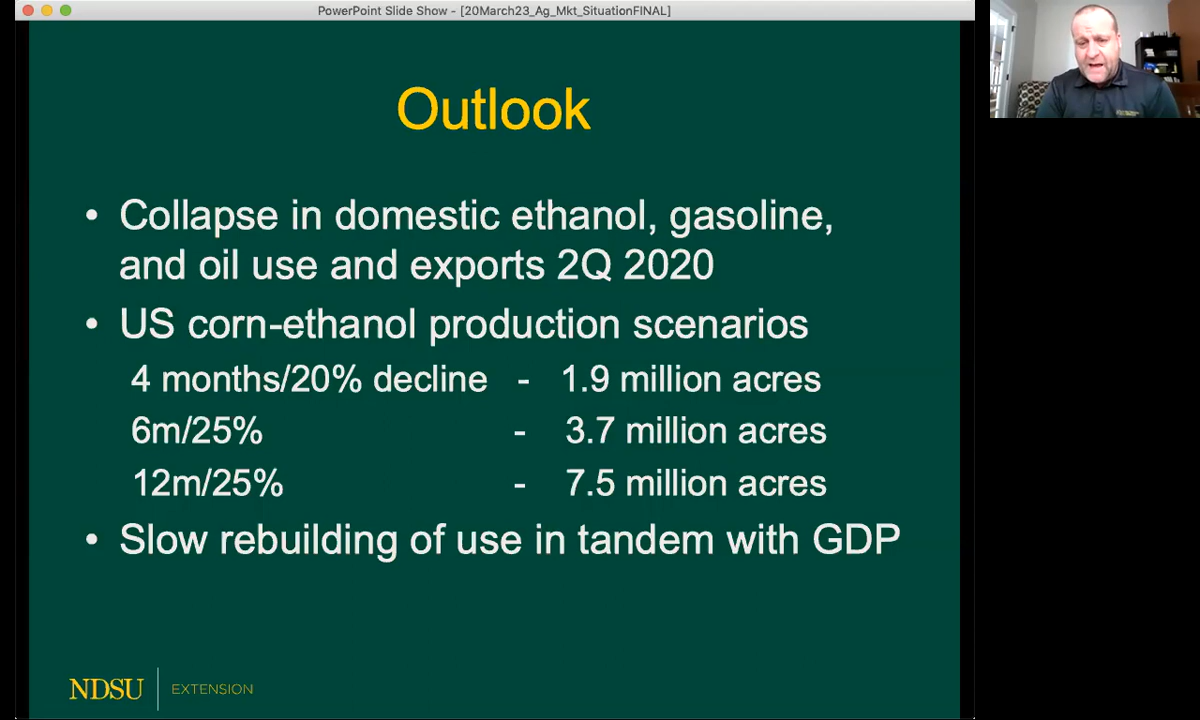 PowerPoint Slide Show - [20March23_Ag_Mkt_SituationFINAL]
Outlook
• Collapse in domestic ethanol, gasoline,
and oil use and exports 2Q 2020
• US corn-ethanol production scenarios
4 months/20% decline - 1.9 million acres
6m/25% - 3.7 million acres
12m/25% - 7.5 million acres
• Slow rebuilding of use in tandem with GDP
NDSU EXTENSION